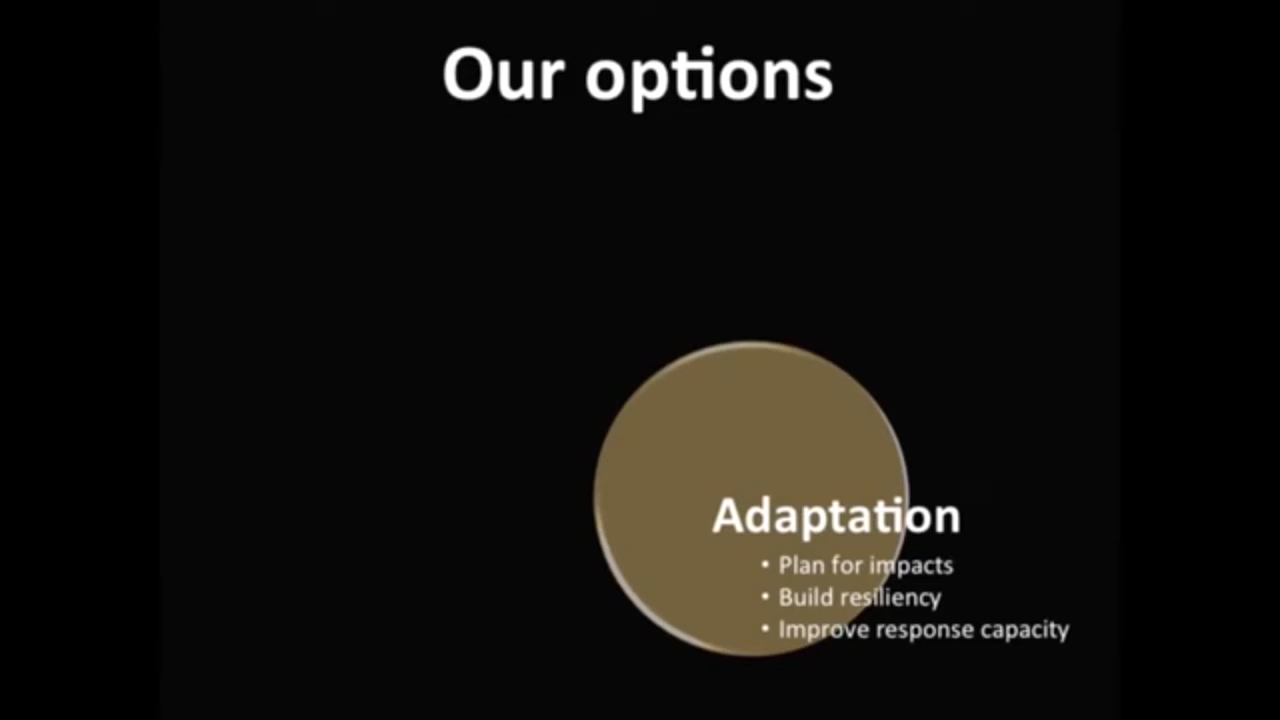 Our options
Adaptation
• Plan for impacts
• Build resiliency
• Improve response capacity